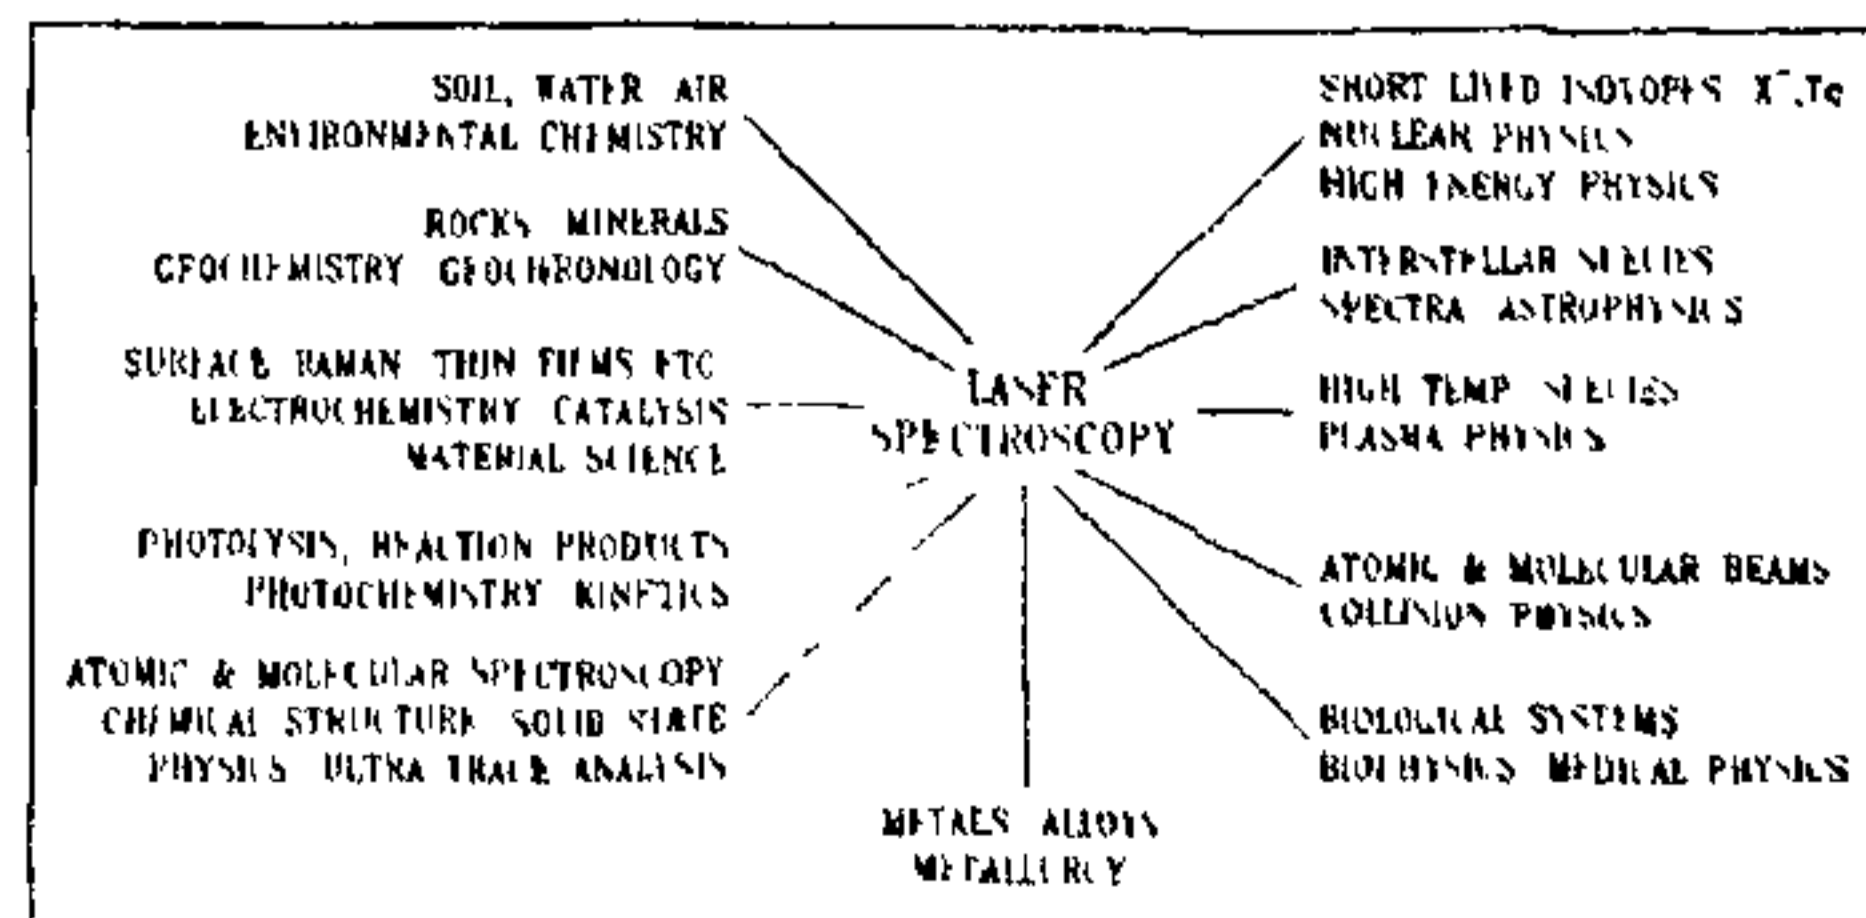 SOIL, WATER AIR
ENVIRONMENTAL CHEMISTRY
ROCKS MINERALS
GEOCHEMISTRY GEOCHRONOLOGY
SURFACE RAMAN THIN FILMS ETC
ELECTROCHEMISTRY CATALYSIS
MATERIAL SCIENCE
PHOTOLYSIS, REACTION PRODUCTS
PHOTOCHEMISTRY KINETICS
ATOMIC & MOLECULAR SPECTROSCOPY
CHEMICAL STRUCTURE SOLID STATE
PHYSICS ULTRA TRACE ANALYSIS
LASER
SPECTROSCOPY
METALS ALLOYS
METALLURGY
SHORT LIVED ISOTOPES
NUCLEAR PHYSICS
HIGH ENERGY PHYSICS
INTERSTELLAR SPECIES
SPECTRA ASTROPHYSICS
HIGH TEMP SPECIES
PLASMA PHYSICS
ATOMIC & MOLECULAR BEAMS
COLLISION PHYSICS
BIOLOGICAL SYSTEMS
BIOPHYSICS MEDICAL PHYSICS